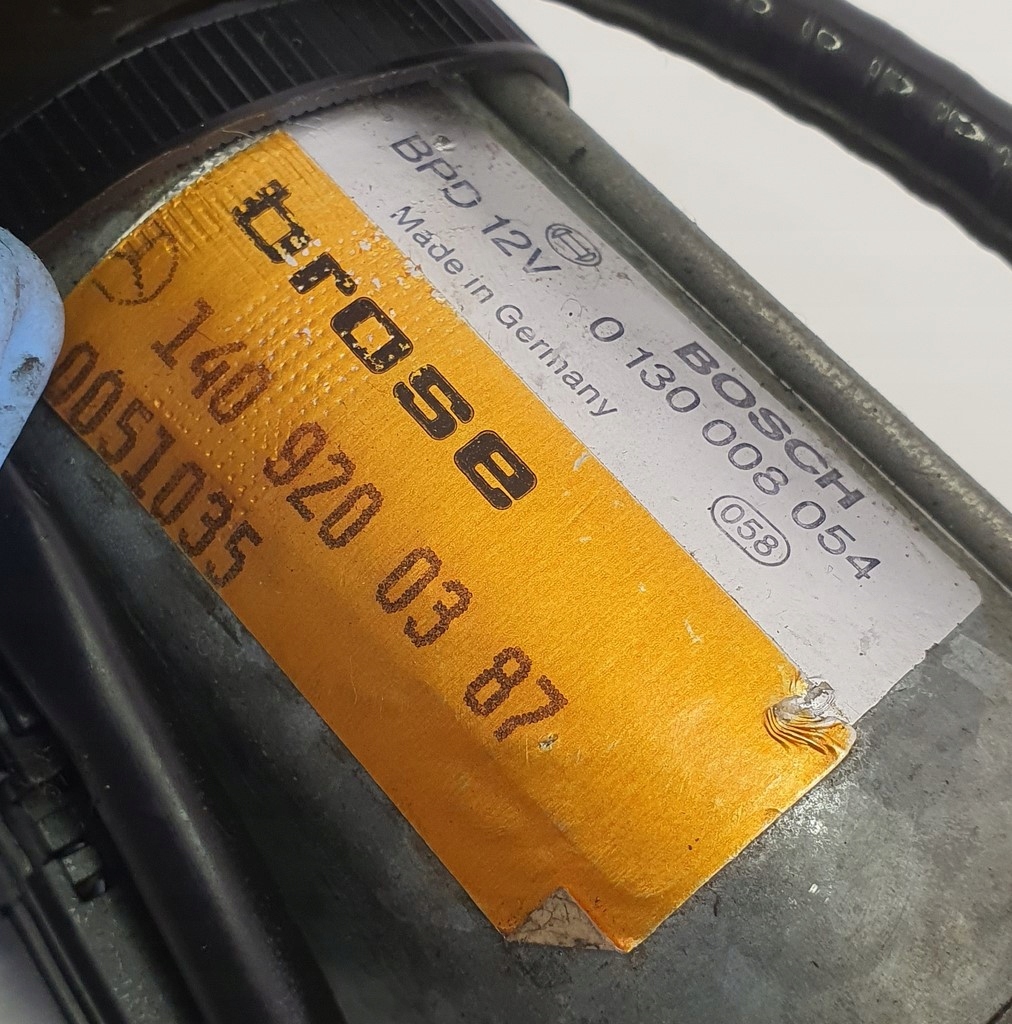 BOSCH
BPD 12V 0 130 008 054
Made in Germany 058
brose
140 920 03 87
0051035